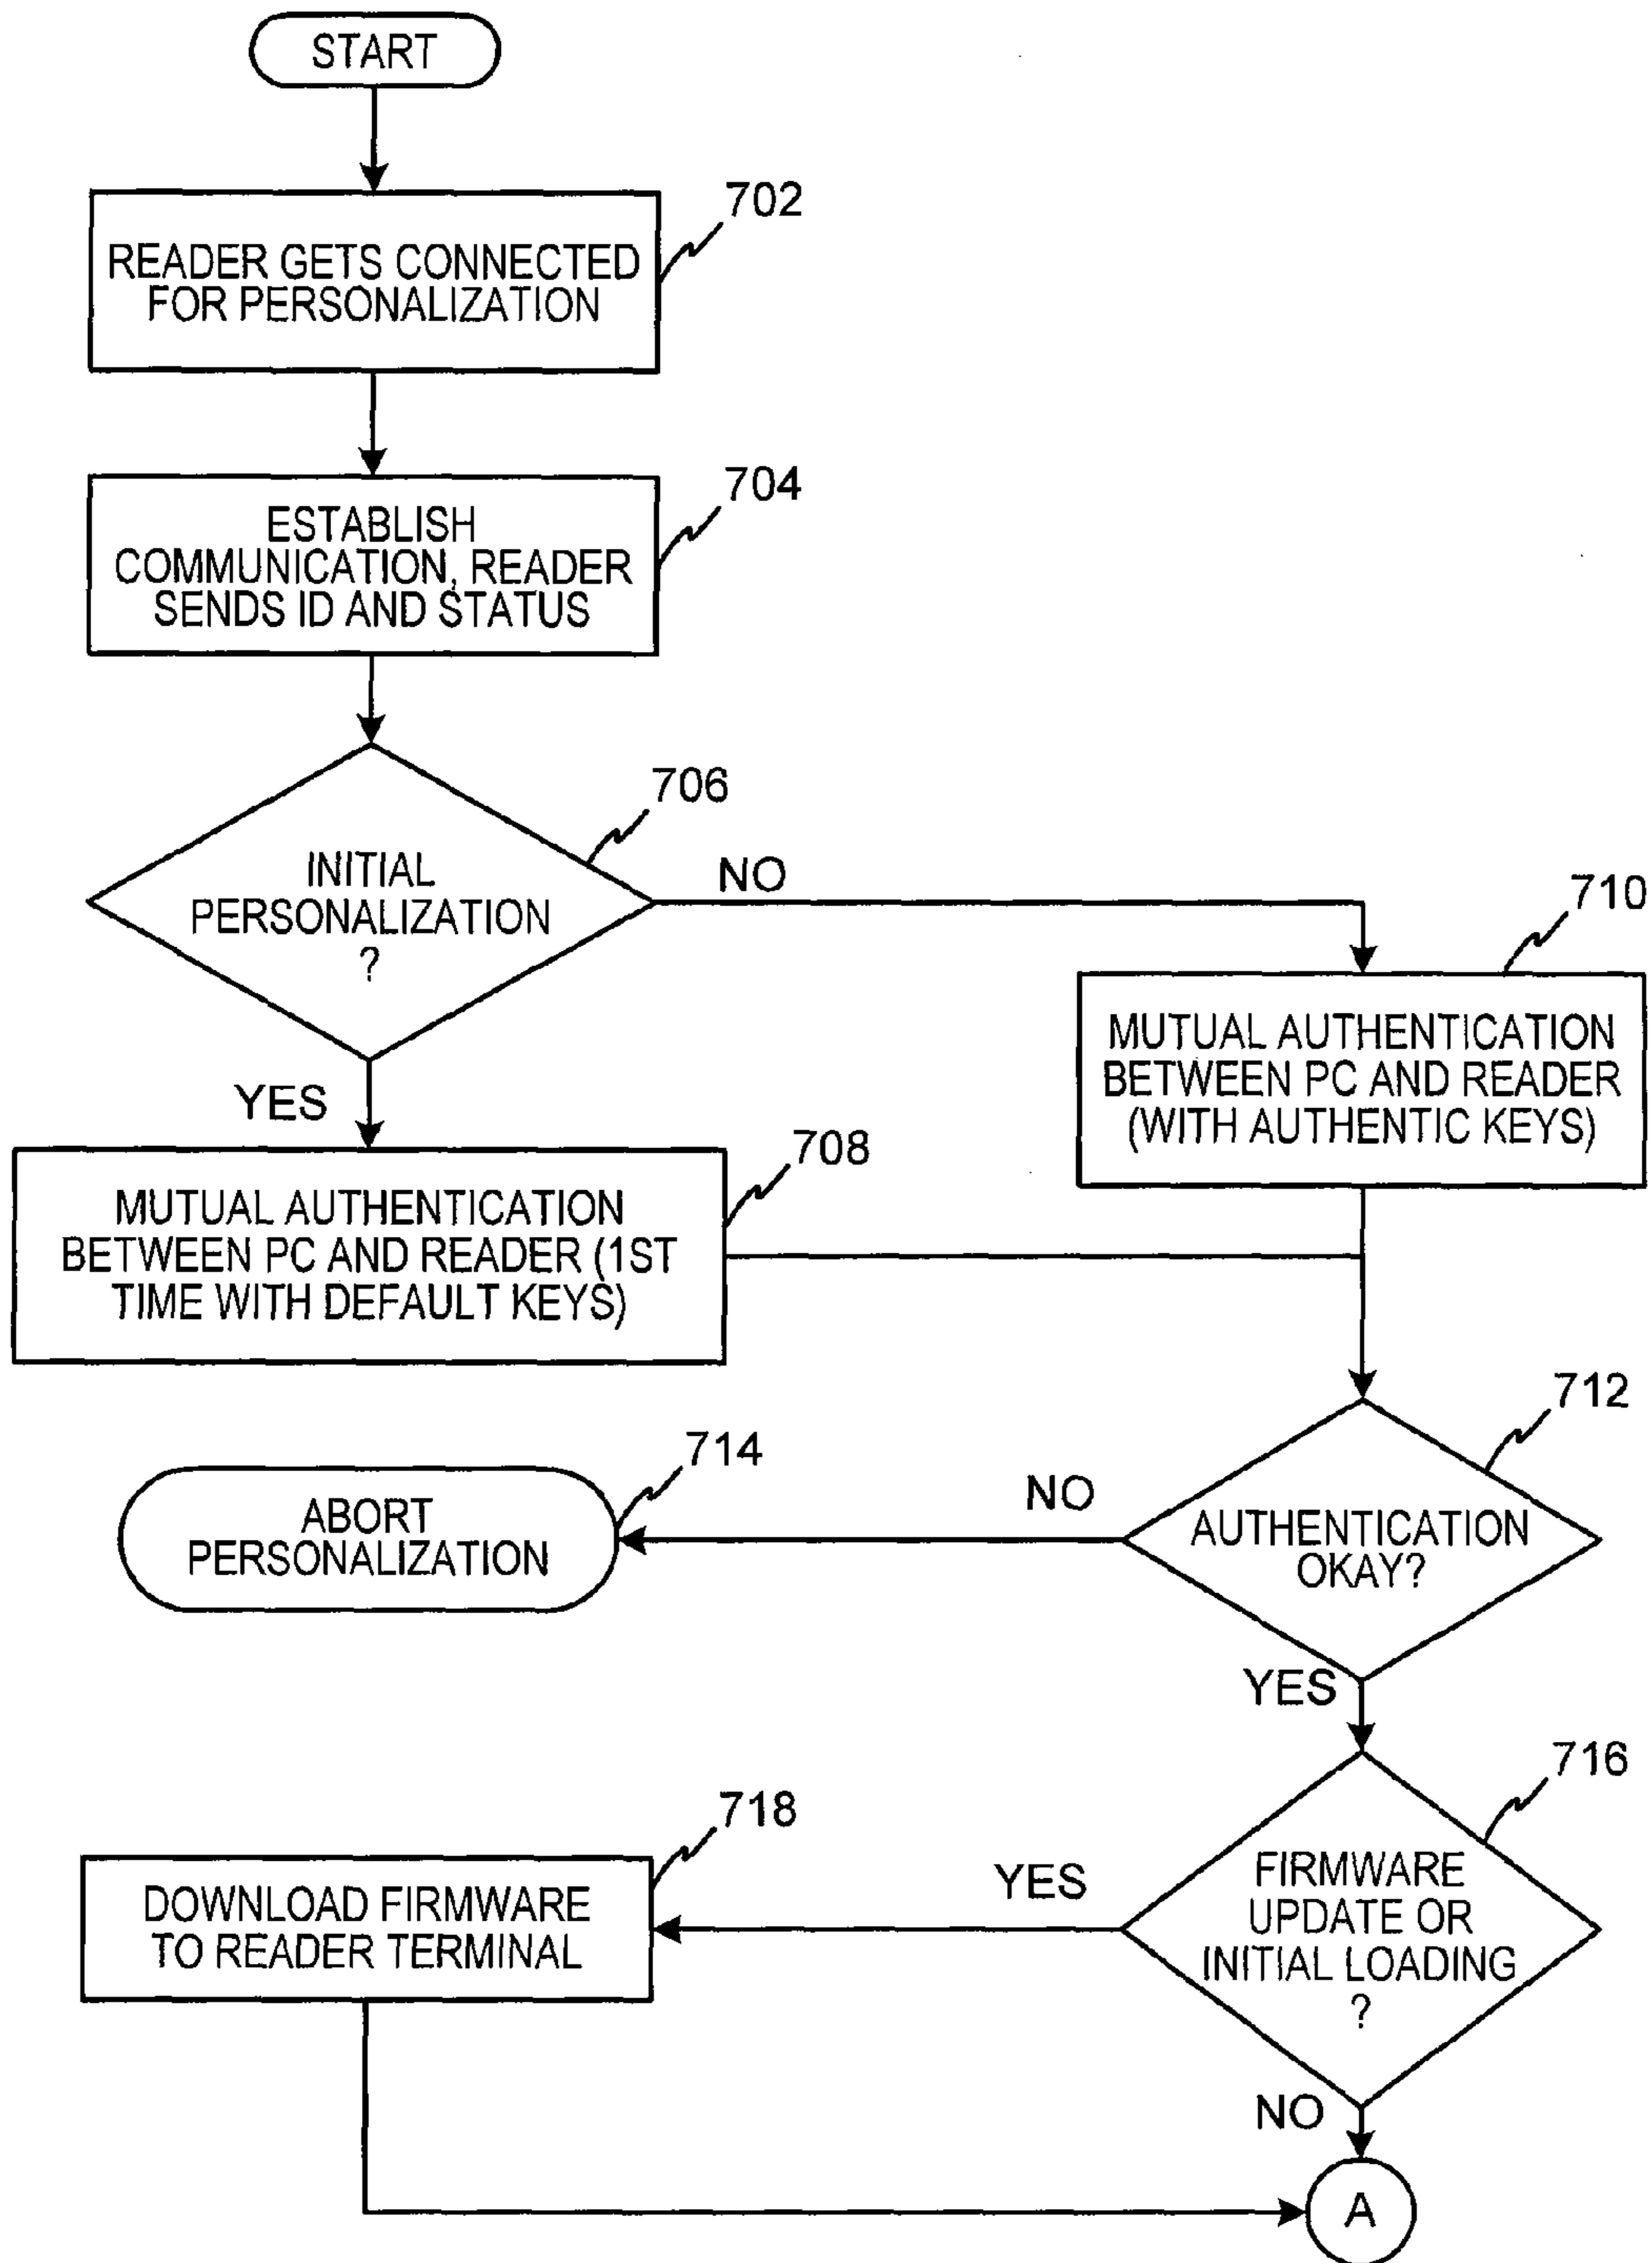 START
702
READER GETS CONNECTED
FOR PERSONALIZATION
704
ESTABLISH
COMMUNICATION, READER
SENDS ID AND STATUS
706
INITIAL
PERSONALIZATION
?
NO
710
MUTUAL AUTHENTICATION
BETWEEN PC AND READER
(WITH AUTHENTIC KEYS)
YES
708
MUTUAL AUTHENTICATION
BETWEEN PC AND READER (1ST
TIME WITH DEFAULT KEYS)
712
AUTHENTICATION
OKAY?
NO
714
ABORT
PERSONALIZATION
YES
716
FIRMWARE
UPDATE OR
INITIAL LOADING
?
YES
718
DOWNLOAD FIRMWARE
TO READER TERMINAL
NO
A